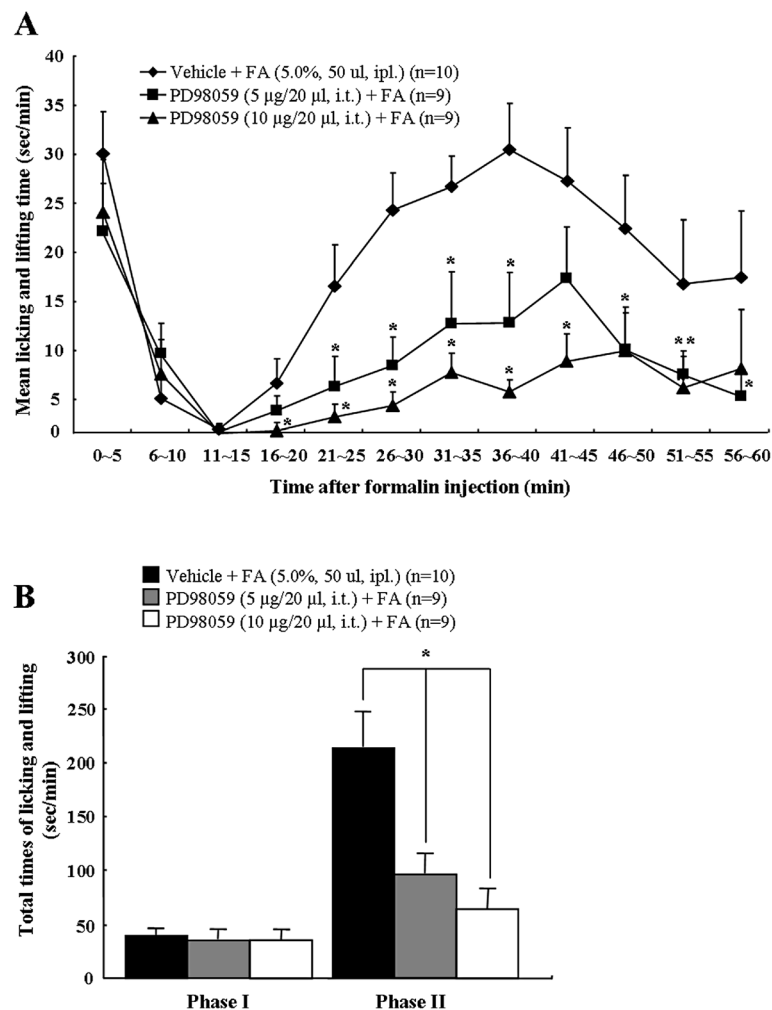 A
40
35
30
25
20
15
10
5
0
Mean licking and lifting time (sec/min)
Vehicle + FA (5.0%, 50 ul, ipl.) (n=10)
PD98059 (5 µg/20 µl, i.t.) + FA (n=9)
PD98059 (10 µg/20 µl, i.t.) + FA (n=9)
* * * * * * * * * * * * * *
0~5 6~10 11~15 16~20 21~25 26~30 31~35 36~40 41~45 46~50 51~55 56~60
Time after formalin injection (min)
B
Vehicle + FA (5.0%, 50 ul, ipl.) (n=10)
PD98059 (5 µg/20 µl, i.t.) + FA (n=9)
PD98059 (10 µg/20 µl, i.t.) + FA (n=9)
300
250
200
150
100
50
0
Total times of licking and lifting
(sec/min)
*
Phase I Phase II